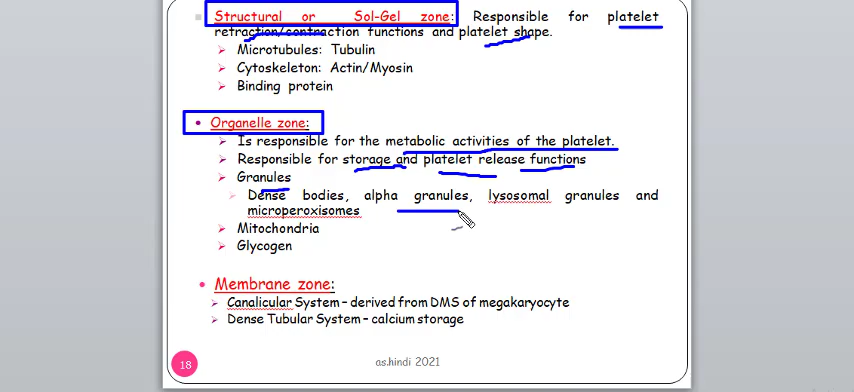 Structural or Sol-Gel zone: Responsible for platelet
retraction/contraction functions and platelet shape.
Microtubules: Tubulin
Cytoskeleton: Actin/Myosin
Binding protein
Organelle zone:
Is responsible for the metabolic activities of the platelet.
Responsible for storage and platelet release functions
Granules
Dense bodies, alpha granules, lysosomal granules and
microperoxisomes
Mitochondria
Glycogen
Membrane zone:
Canalicular System – derived from DMS of megakaryocyte
Dense Tubular System – calcium storage
18
as.hindi 2021